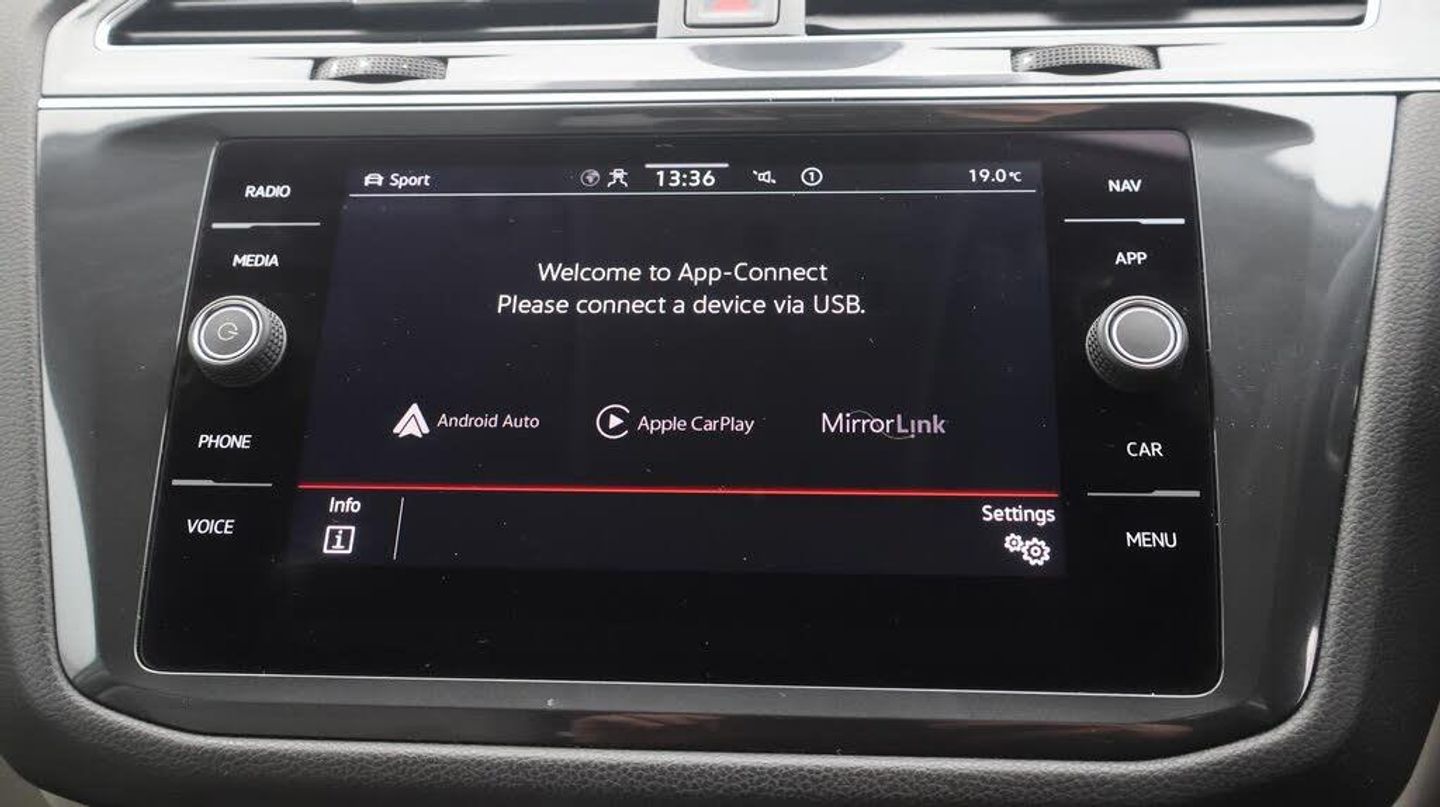 Sport 13:36 1 19.0°C
RADIO
MEDIA
PHONE
VOICE
Welcome to App-Connect
Please connect a device via USB.
Android Auto Apple CarPlay MirrorLink
Info
i
Settings
NAV
APP
CAR
MENU